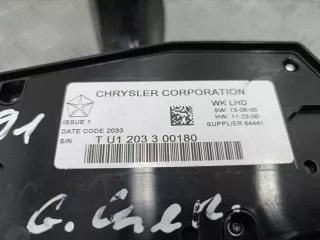 CHRYSLER CORPORATION
WK LHD
SW: 13-08-00
HW: 11-23-00
SUPPLIER 64441
ISSUE 1
DATE CODE 2033
S/N T U1 203 3 00180
91